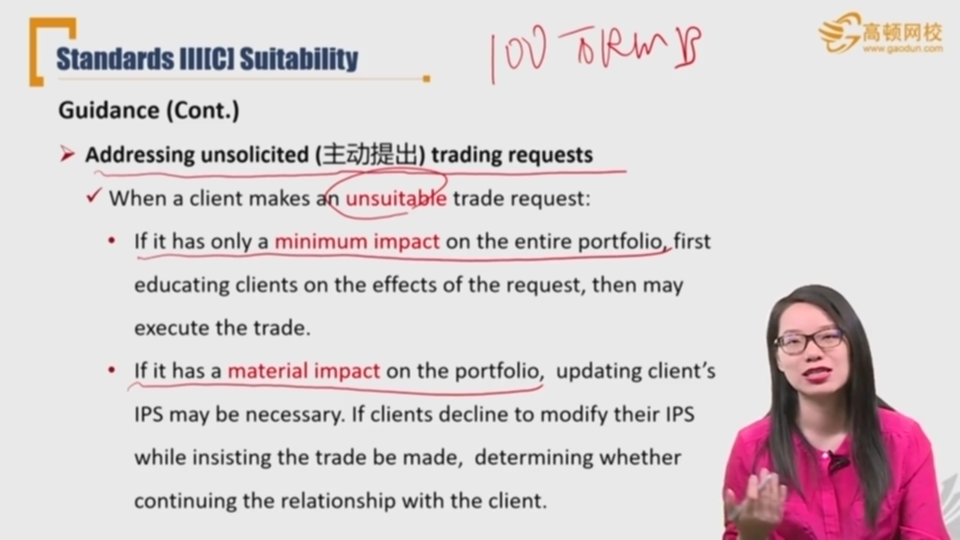 Standards III[C] Suitability
100 万RMB
高顿网校
www.gaodun.com
Guidance (Cont.)
Addressing unsolicited (主动提出) trading requests
When a client makes an unsuitable trade request:
If it has only a minimum impact on the entire portfolio, first
educating clients on the effects of the request, then may
execute the trade.
If it has a material impact on the portfolio, updating client's
IPS may be necessary. If clients decline to modify their IPS
while insisting the trade be made, determining whether
continuing the relationship with the client.